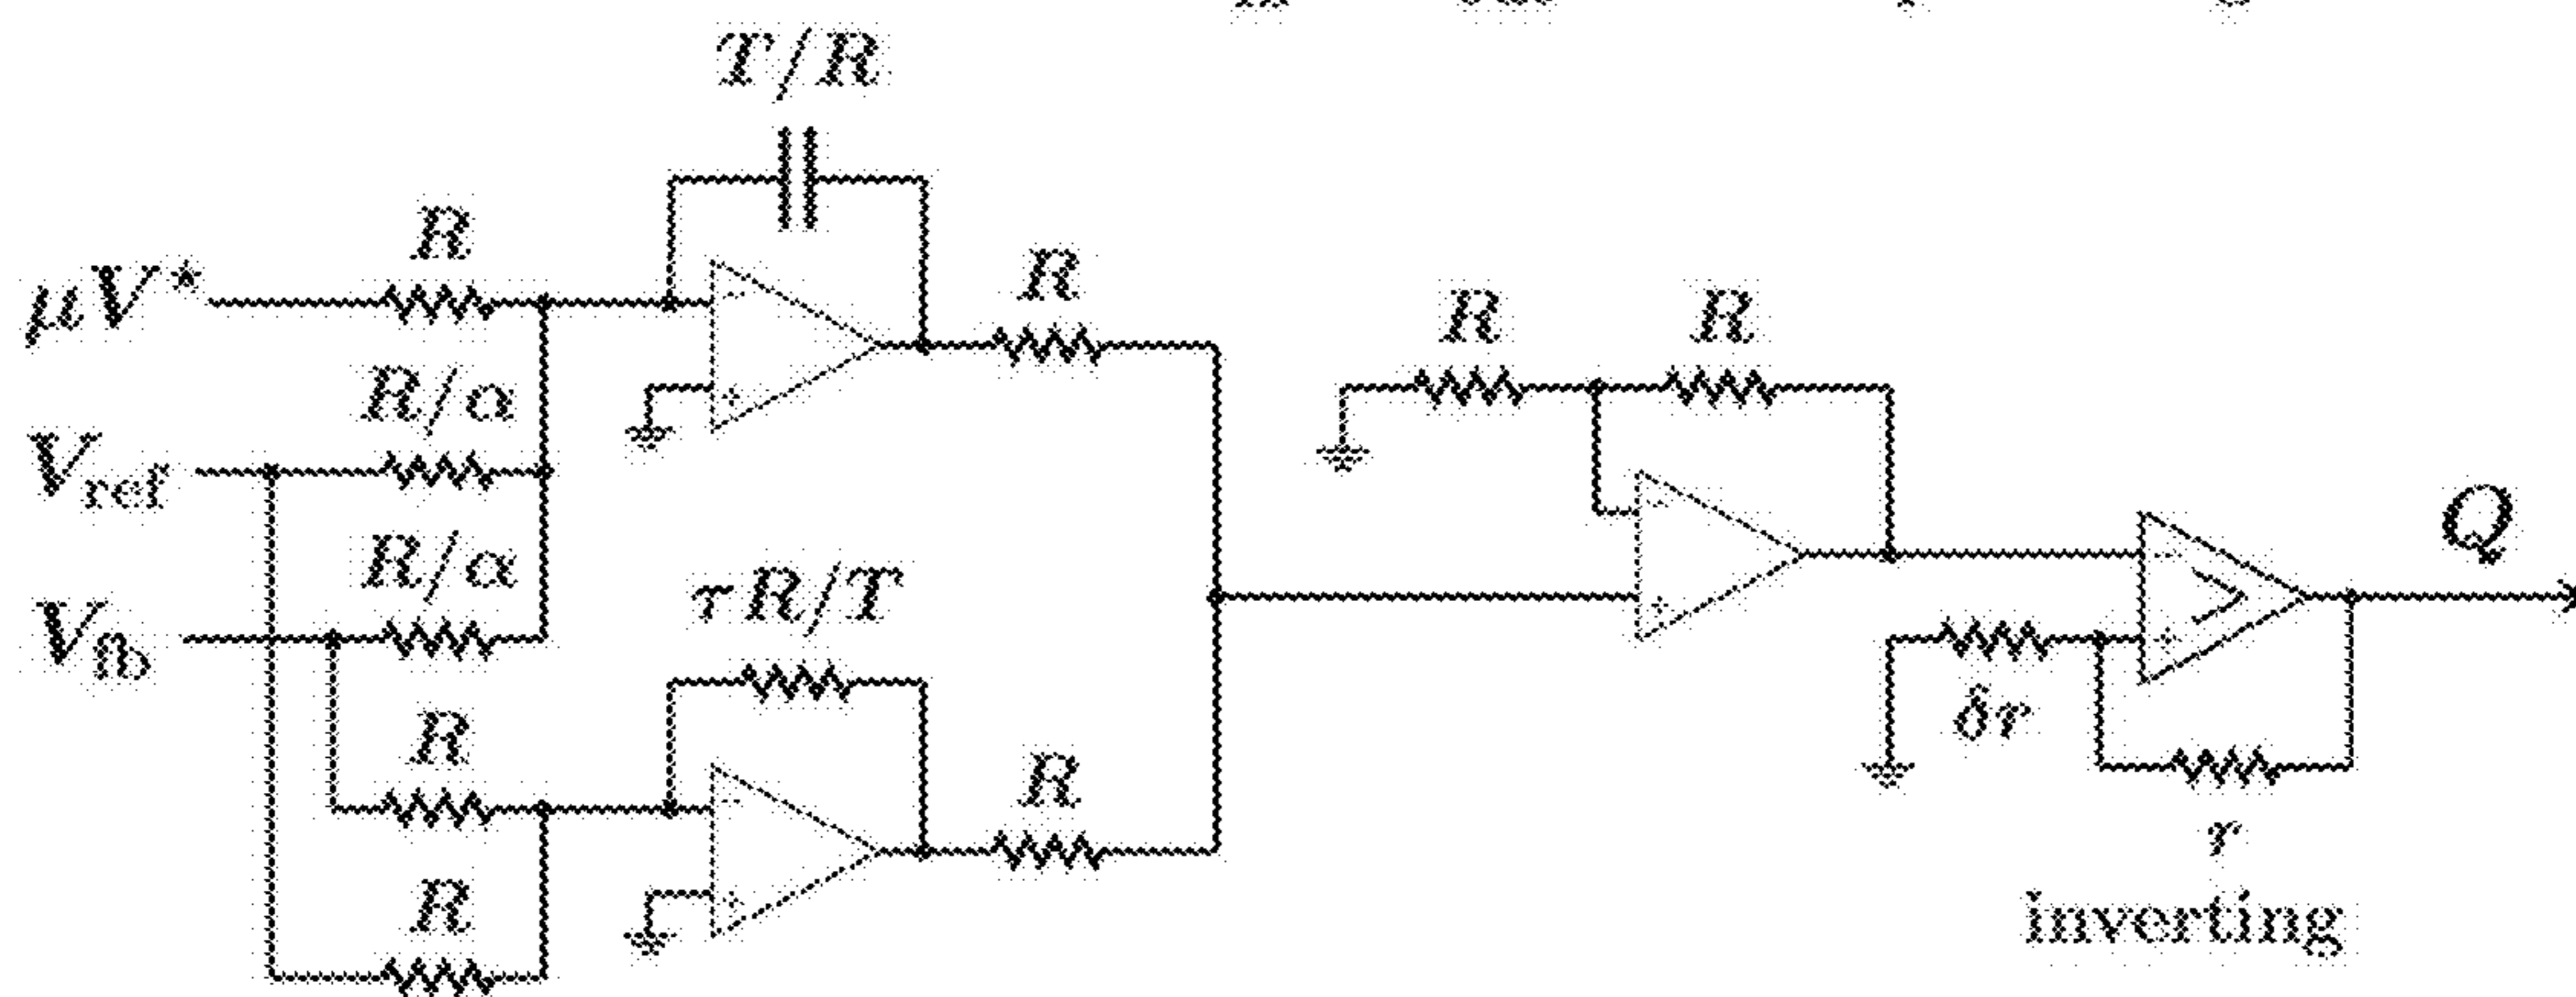 T/R
R
μV*
R
R/α
R
R
V_ref
R/α
Q
V_fb
τR/T
δr
R
R
r
R
inverting